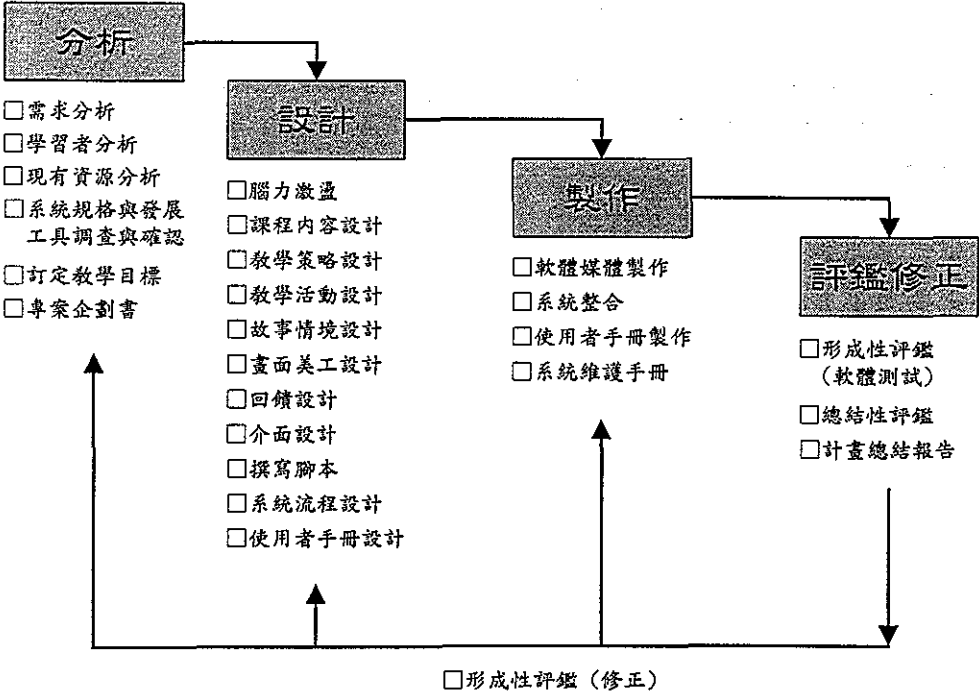 分析
□需求分析
□學習者分析
□現有資源分析
□系統規格與發展
工具調查與確認
□訂定教學目標
□專案企劃書
設計
□腦力激盪
□課程內容設計
□教學策略設計
□教學活動設計
□故事情境設計
□畫面美工設計
□回饋設計
□介面設計
□撰寫腳本
□系統流程設計
□使用者手冊設計
製作
□軟體媒體製作
□系統整合
□使用者手冊製作
□系統維護手冊
評鑑修正
□形成性評鑑
（軟體測試）
□總結性評鑑
□計畫總結報告
□形成性評鑑（修正）